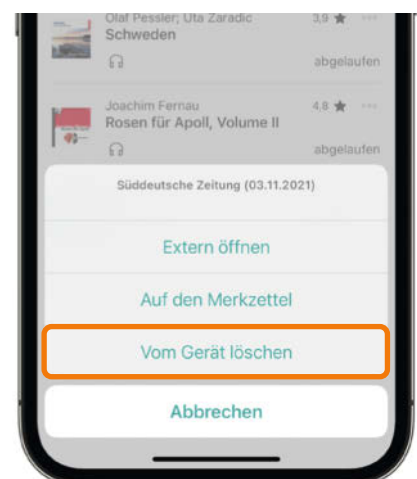 Olaf Pessler; Uta Zaradic 3,9 ★ ...
Schweden
abgelaufen
Joachim Fernau 4,8 ★ ...
Rosen für Apoll, Volume II
abgelaufen
Süddeutsche Zeitung (03.11.2021)
Extern öffnen
Auf den Merkzettel
Vom Gerät löschen
Abbrechen